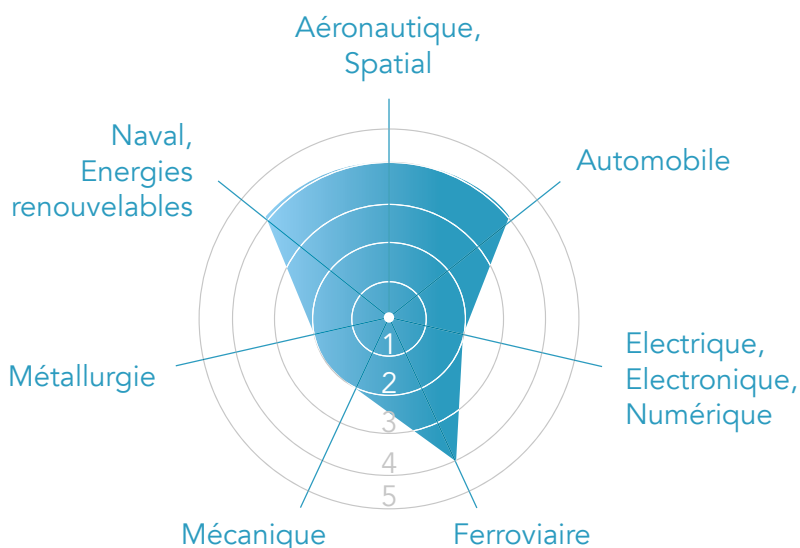 Aéronautique,
Spatial
Naval,
Energies
renouvelables
Automobile
Métallurgie
Electrique,
Electronique,
Numérique
Mécanique
Ferroviaire
1
2
3
4
5